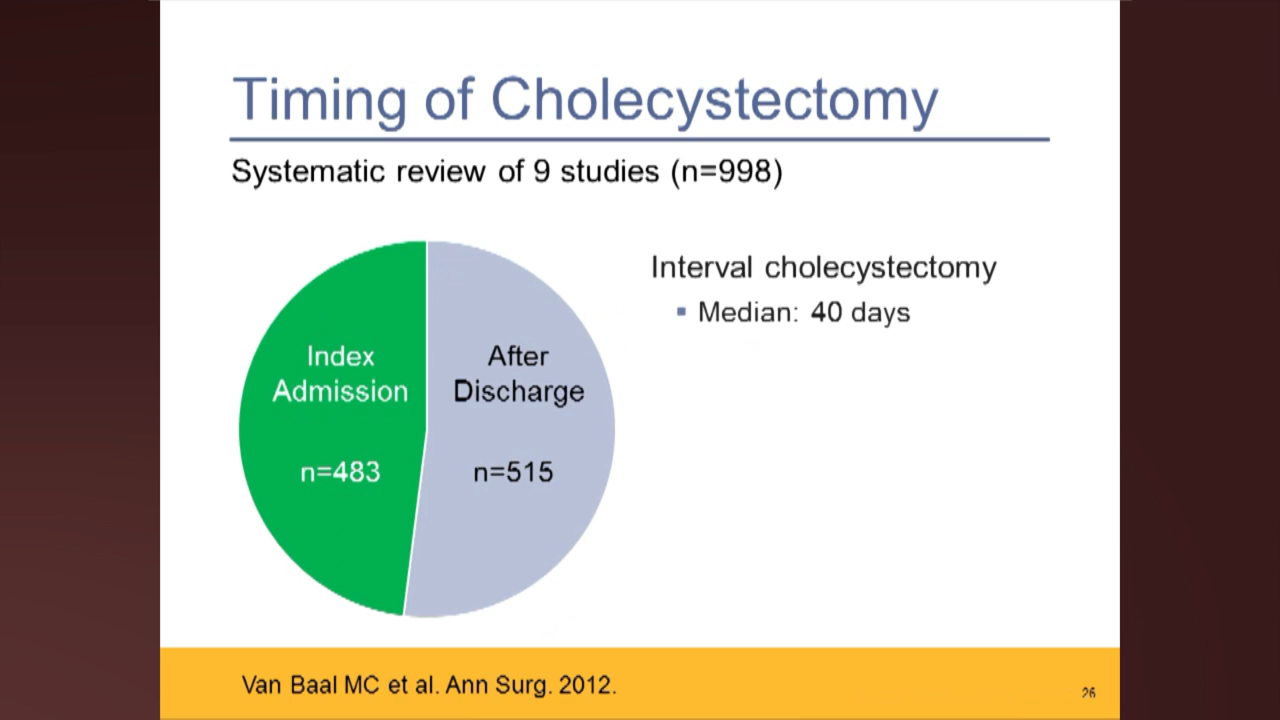 Timing of Cholecystectomy
Systematic review of 9 studies (n=998)
Index
Admission
n=483
After
Discharge
n=515
Interval cholecystectomy
▪ Median: 40 days
Van Baal MC et al. Ann Surg. 2012.
26